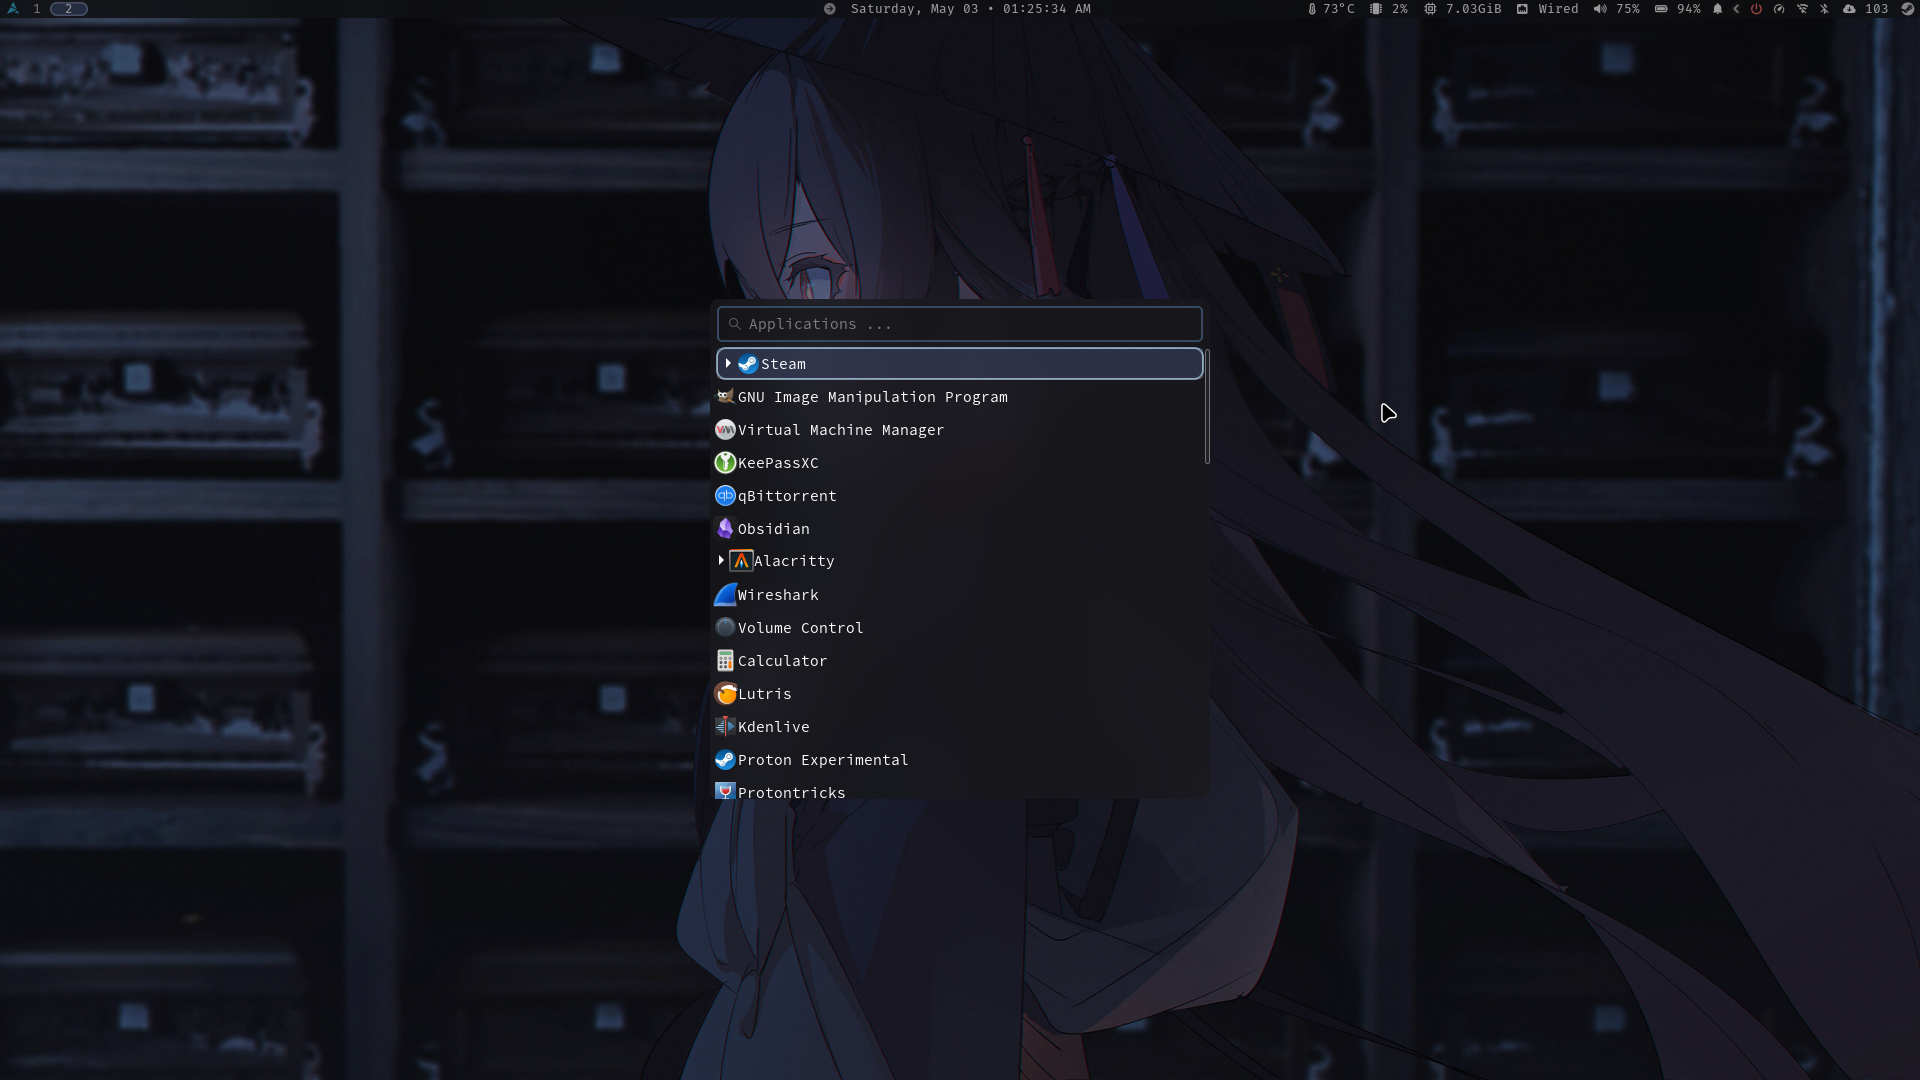 1 2 Saturday, May 03 • 01:25:34 AM 73°C 2% 7.03GiB Wired 75% 94% 103
Applications ...
Steam
GNU Image Manipulation Program
Virtual Machine Manager
KeePassXC
qBittorrent
Obsidian
Alacritty
Wireshark
Volume Control
Calculator
Lutris
Kdenlive
Proton Experimental
Protontricks